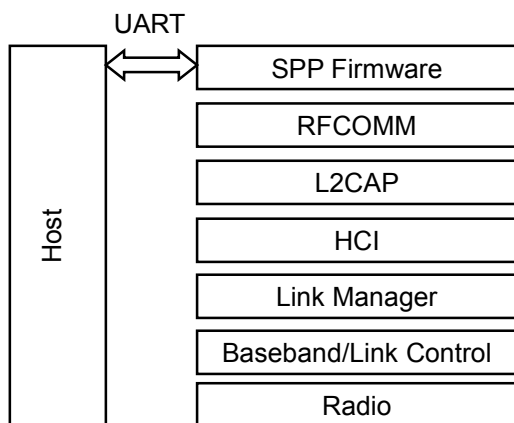 UART
SPP Firmware
RFCOMM
L2CAP
HCI
Host
Link Manager
Baseband/Link Control
Radio